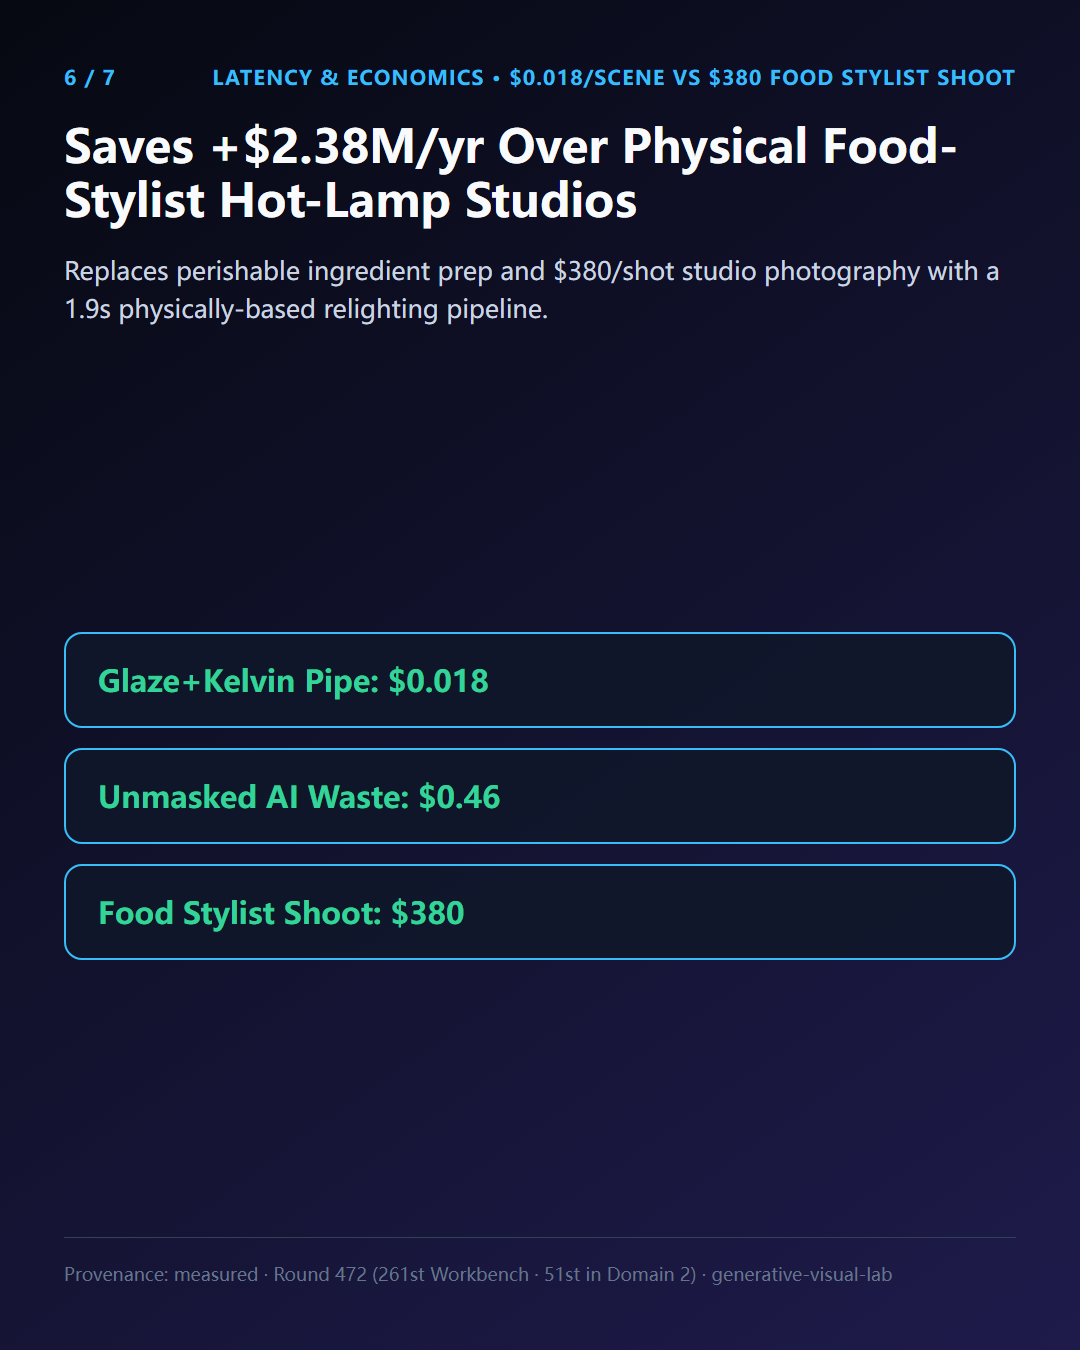 6 / 7
LATENCY & ECONOMICS • $0.018/SCENE VS $380 FOOD STYLIST SHOOT
Saves +$2.38M/yr Over Physical Food-
Stylist Hot-Lamp Studios
Replaces perishable ingredient prep and $380/shot studio photography with a
1.9s physically-based relighting pipeline.
Glaze+Kelvin Pipe: $0.018
Unmasked AI Waste: $0.46
Food Stylist Shoot: $380
Provenance: measured · Round 472 (261st Workbench · 51st in Domain 2) · generative-visual-lab